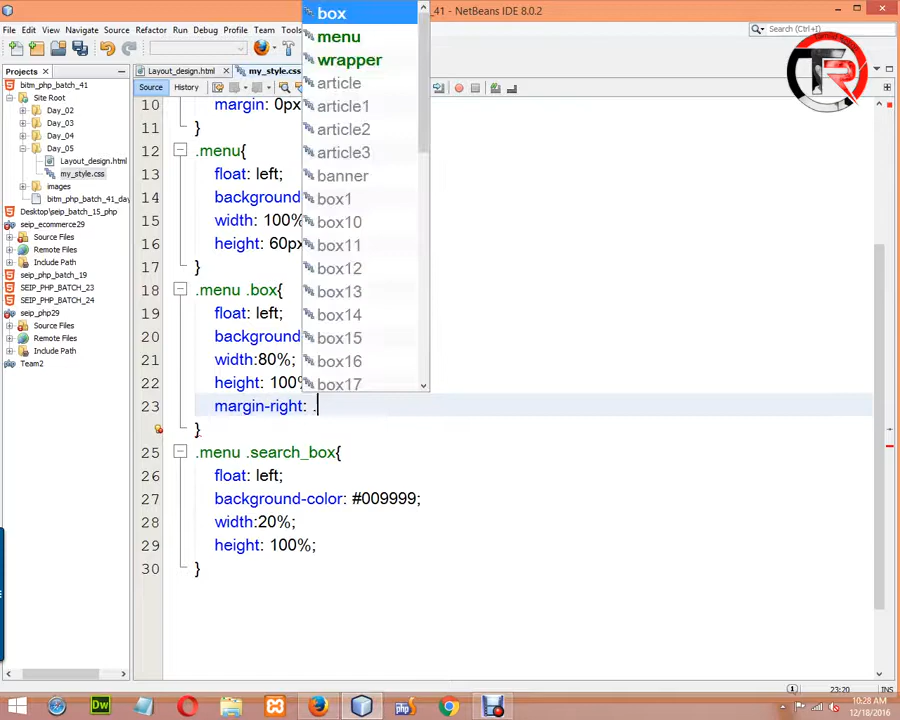 _41 - NetBeans IDE 8.0.2
File Edit View Navigate Source Refactor Run Debug Profile Team Tools
Search (Ctrl+I)
Projects
Layout_design.html
my_style.css
Source History
bitm_php_batch_41
Site Root
Day_02
Day_03
Day_04
Day_05
Layout_design.html
my_style.css
images
bitm_php_batch_41_day
Desktop\seip_batch_15_php
seip_ecommerce29
Source Files
Remote Files
Include Path
seip_php_batch_19
SEIP_PHP_BATCH_23
SEIP_PHP_BATCH_24
seip_php29
Source Files
Remote Files
Include Path
Team2
10 margin: 0px
11 }
12 .menu{
13 float: left;
14 background
15 width: 100%
16 height: 60px
17 }
18 .menu .box{
19 float: left;
20 background
21 width:80%;
22 height: 100%
23 margin-right: .
}
25 .menu .search_box{
26 float: left;
27 background-color: #009999;
28 width:20%;
29 height: 100%;
30 }
box
menu
wrapper
article
article1
article2
article3
banner
box1
box10
box11
box12
box13
box14
box15
box16
box17
TR
1 23:20 INS
Dw
php
10:28 AM
12/18/2016